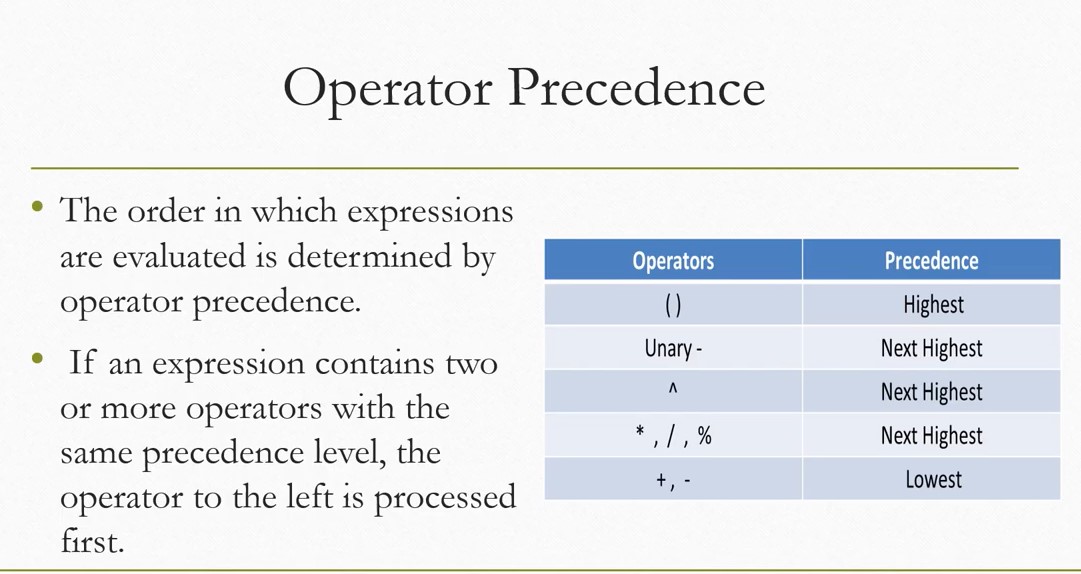 Operator Precedence
The order in which expressions
are evaluated is determined by
operator precedence.
If an expression contains two
or more operators with the
same precedence level, the
operator to the left is processed
first.
Operators Precedence
( ) Highest
Unary - Next Highest
^ Next Highest
* , / , % Next Highest
+ , - Lowest